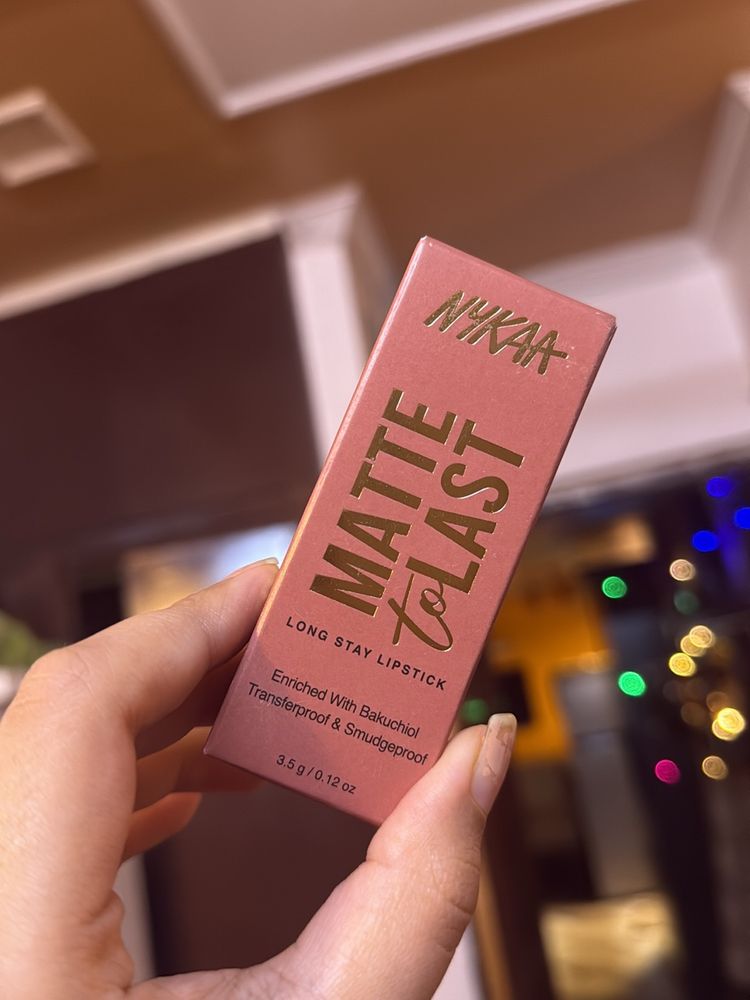 NYKAA
MATTE
to LAST
LONG STAY LIPSTICK
Enriched With Bakuchiol
Transferproof & Smudgeproof
3.5 g / 0.12 oz